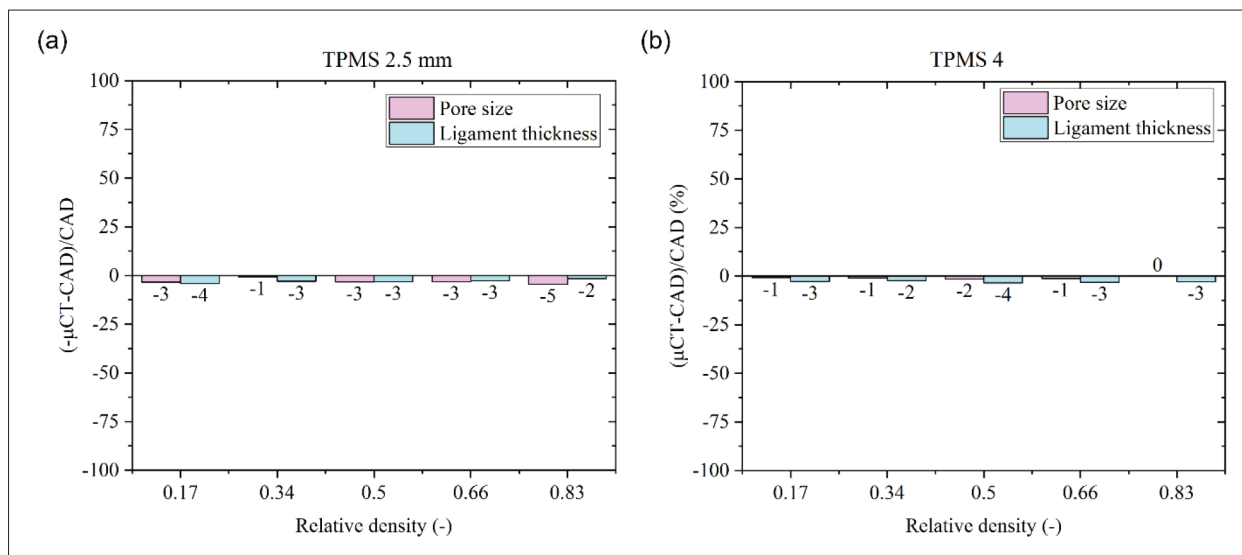 (a)
TPMS 2.5 mm
100
75
50
25
0
-25
-50
-75
-100
(-μCT-CAD)/CAD
Pore size
Ligament thickness
-3 -4 -1 -3 -3 -3 -3 -3 -5 -2
0.17 0.34 0.5 0.66 0.83
Relative density (-)
(b)
TPMS 4
100
75
50
25
0
-25
-50
-75
-100
(μCT-CAD)/CAD (%)
Pore size
Ligament thickness
-1 -3 -1 -2 -2 -4 -1 -3 0 -3
0.17 0.34 0.5 0.66 0.83
Relative density (-)